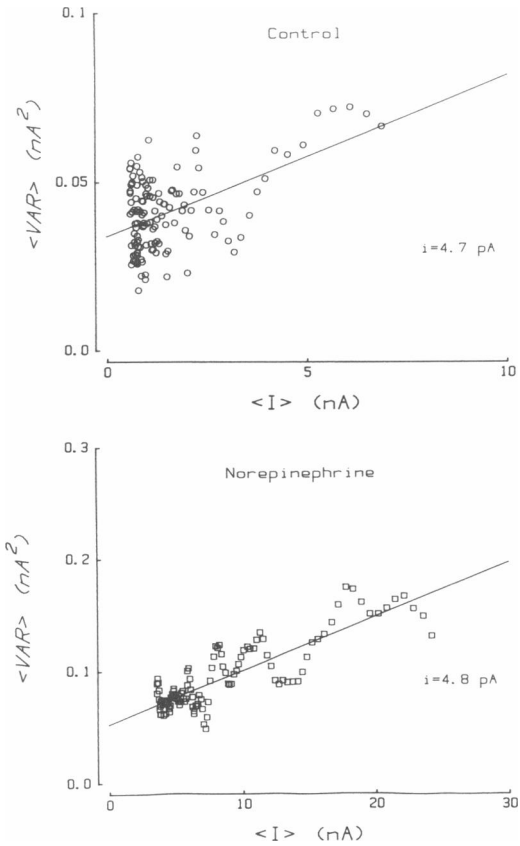 0.1
Control
<VAR> (nA²)
0.05
i=4.7 pA
0.0
0
5
10
<I> (nA)
0.3
Norepinephrine
0.2
<VAR> (nA²)
0.1
i=4.8 pA
0.0
0
10
20
30
<I> (nA)